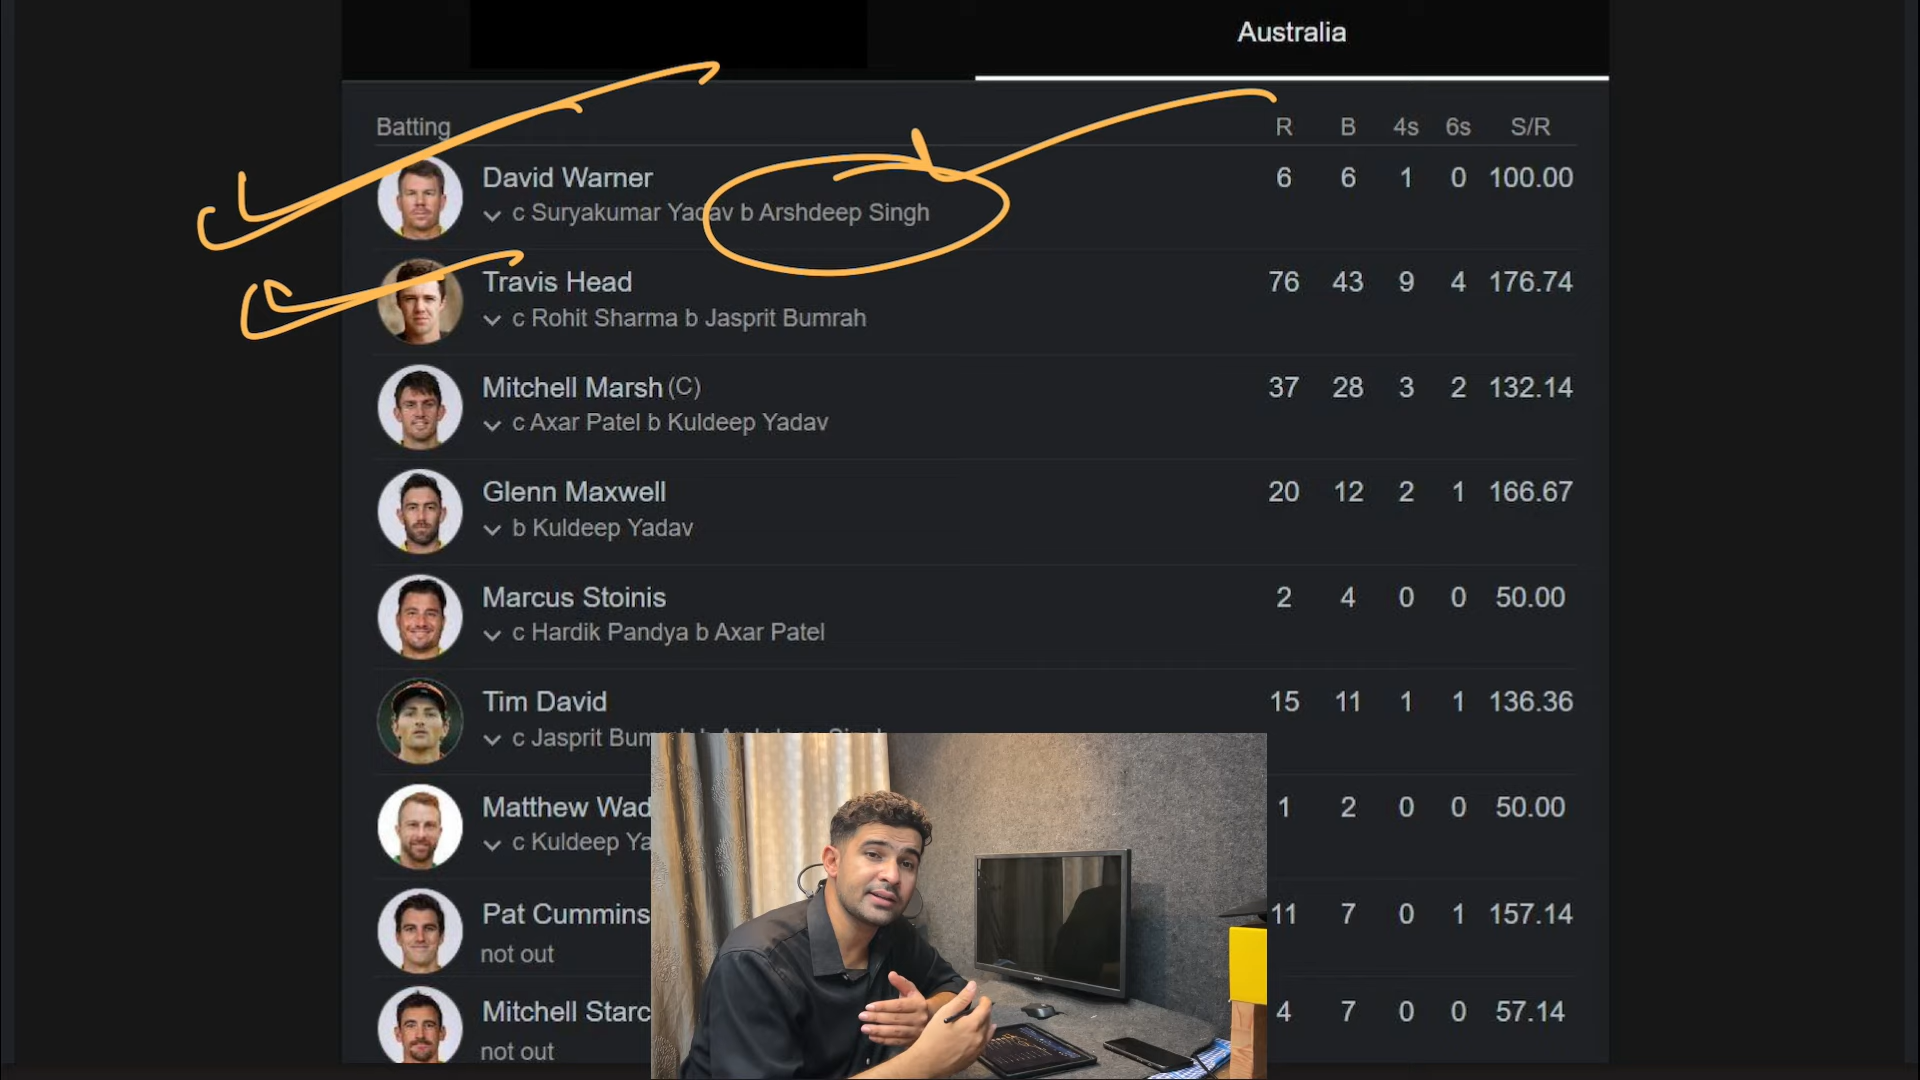 Australia
Batting R B 4s 6s S/R
David Warner 6 6 1 0 100.00
c Suryakumar Yadav b Arshdeep Singh
Travis Head 76 43 9 4 176.74
c Rohit Sharma b Jasprit Bumrah
Mitchell Marsh (C) 37 28 3 2 132.14
c Axar Patel b Kuldeep Yadav
Glenn Maxwell 20 12 2 1 166.67
b Kuldeep Yadav
Marcus Stoinis 2 4 0 0 50.00
c Hardik Pandya b Axar Patel
Tim David 15 11 1 1 136.36
c Jasprit Bum
Matthew Wad 1 2 0 0 50.00
c Kuldeep Ya
Pat Cummins 11 7 0 1 157.14
not out
Mitchell Starc 4 7 0 0 57.14
not out